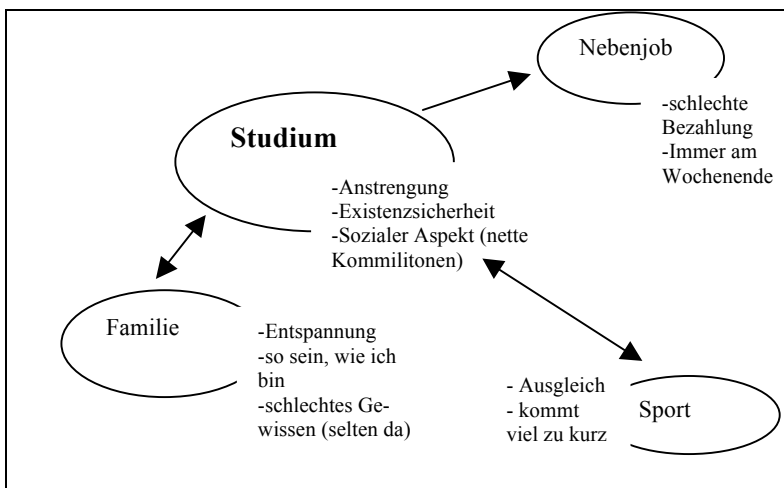 Nebenjob
-schlechte
Bezahlung
-Immer am
Wochenende
Studium
-Anstrengung
-Existenzsicherheit
-Sozialer Aspekt (nette
Kommilitonen)
Familie
-Entspannung
-so sein, wie ich
bin
-schlechtes Ge-
wissen (selten da)
- Ausgleich
- kommt
viel zu kurz
Sport